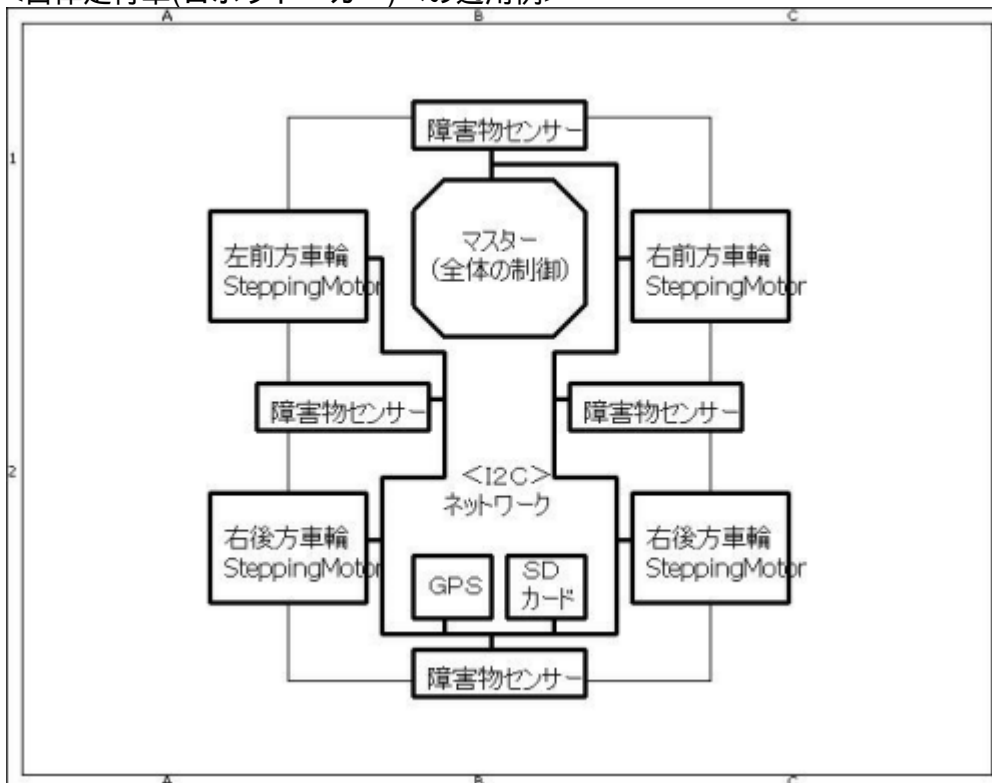 A B C
障害物センサー
1
マスター
(全体の制御)
左前方車輪
SteppingMotor
右前方車輪
SteppingMotor
障害物センサー
障害物センサー
2
<I2C>
ネットワーク
右後方車輪
SteppingMotor
右後方車輪
SteppingMotor
GPS
SD
カード
障害物センサー
A B C